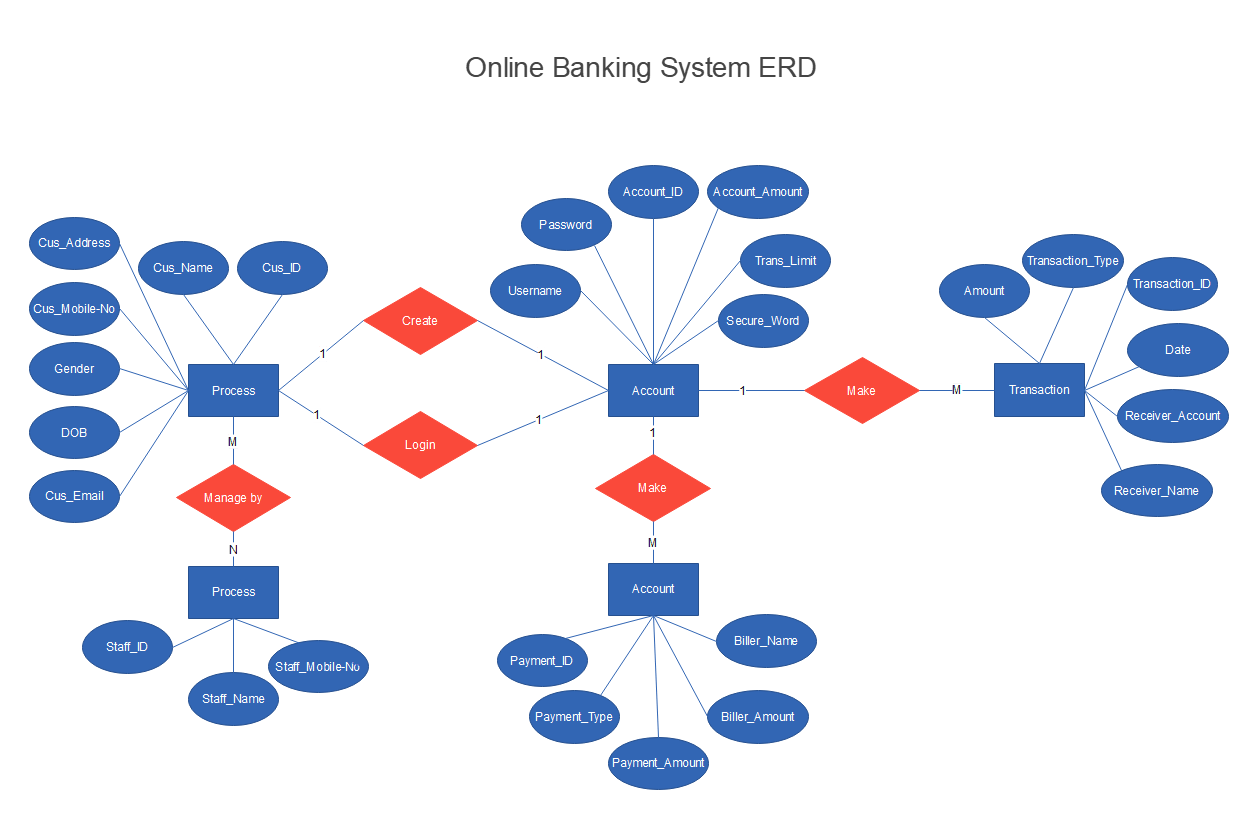 Online Banking System ERD
Account_ID
Account_Amount
Password
Cus_Address
Cus_Name
Cus_ID
Trans_Limit
Transaction_Type
Username
Amount
Transaction_ID
Cus_Mobile-No
Create
Secure_Word
Date
1
1
Gender
Process
Account
Make
Transaction
1
M
1
1
Receiver_Account
DOB
M
Login
1
Cus_Email
Manage by
Make
Receiver_Name
N
M
Process
Account
Staff_ID
Staff_Mobile-No
Staff_Name
Payment_ID
Biller_Name
Payment_Type
Biller_Amount
Payment_Amount